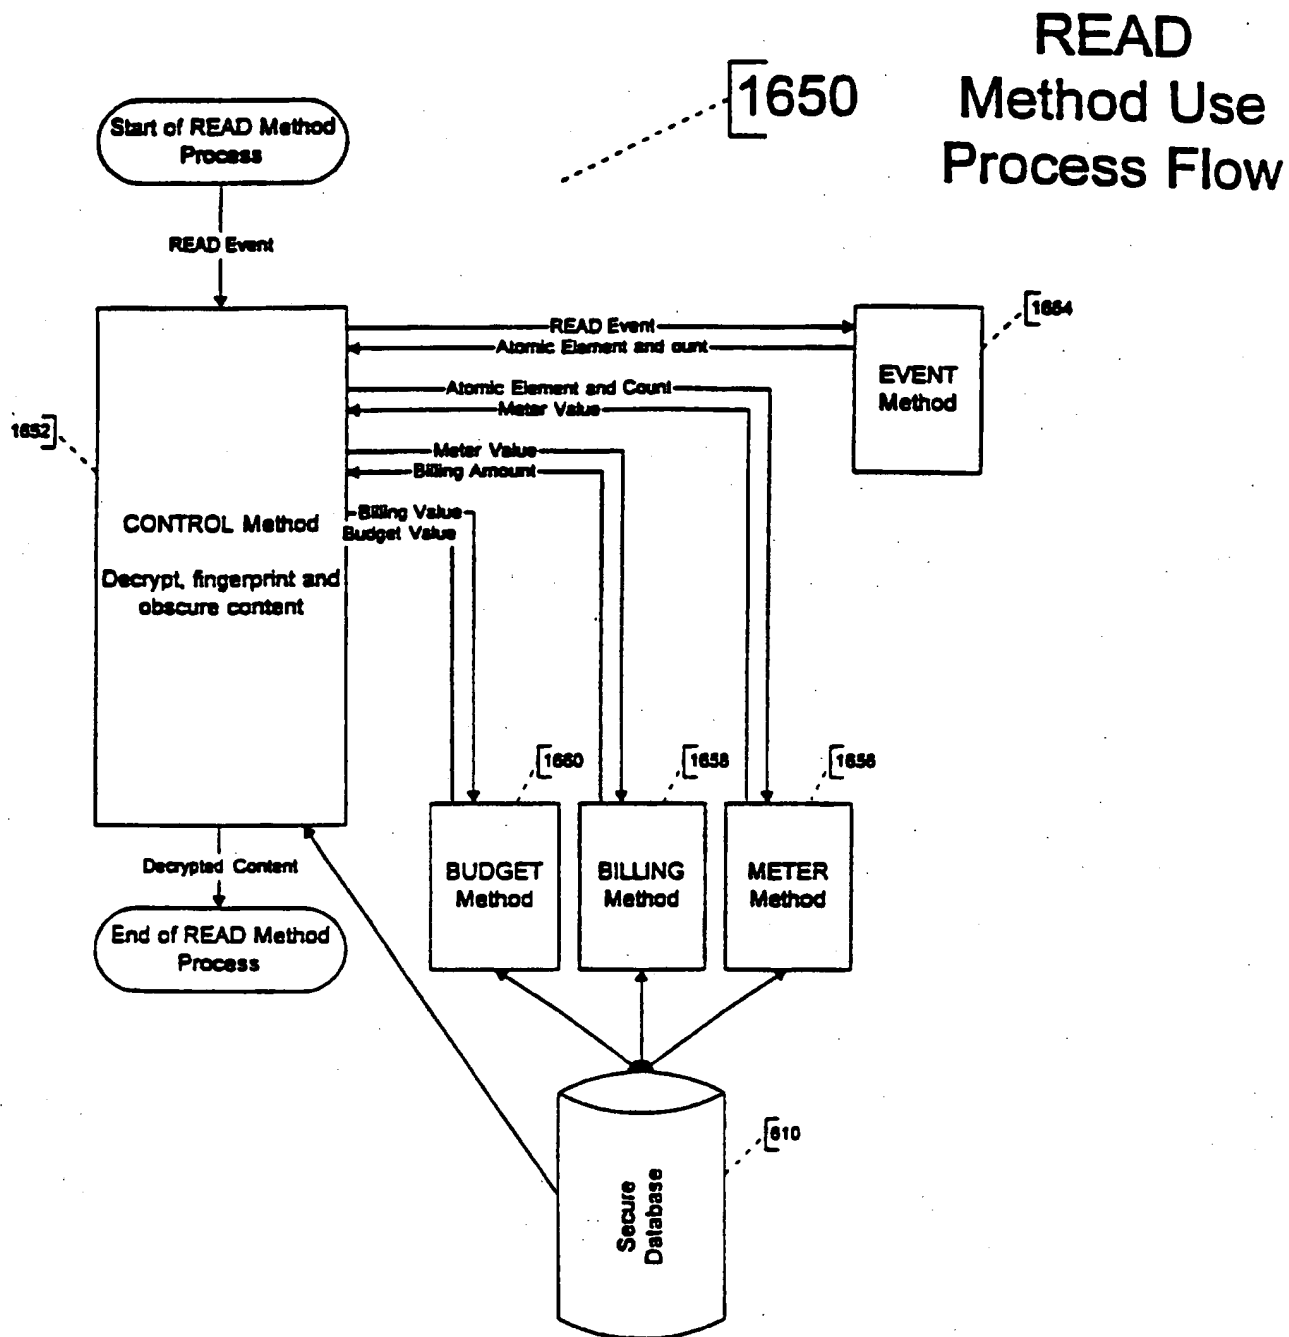 READ
Method Use
Process Flow
1650
Start of READ Method
Process
READ Event
READ Event
Atomic Element and ount
1654
EVENT
Method
Atomic Element and Count
Meter Value
1652
Meter Value
Billing Amount
Billing Value
Budget Value
CONTROL Method
Decrypt, fingerprint and
obscure content
1660
1658
1656
Decrypted Content
BUDGET
Method
BILLING
Method
METER
Method
End of READ Method
Process
610
Secure
Database